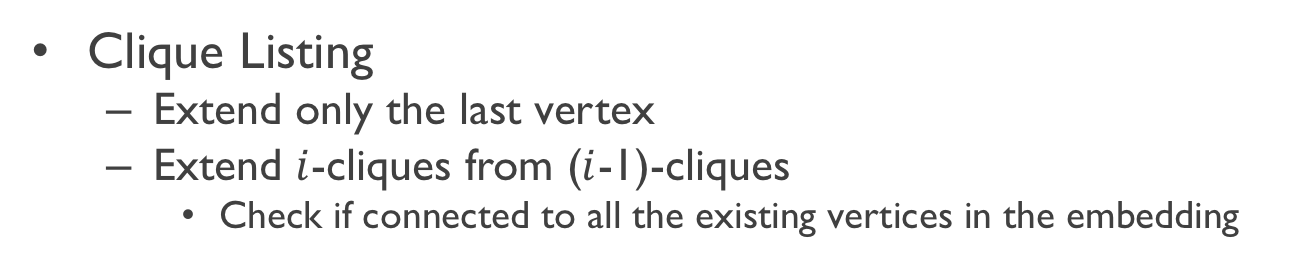 • Clique Listing
– Extend only the last vertex
– Extend i-cliques from (i-1)-cliques
• Check if connected to all the existing vertices in the embedding